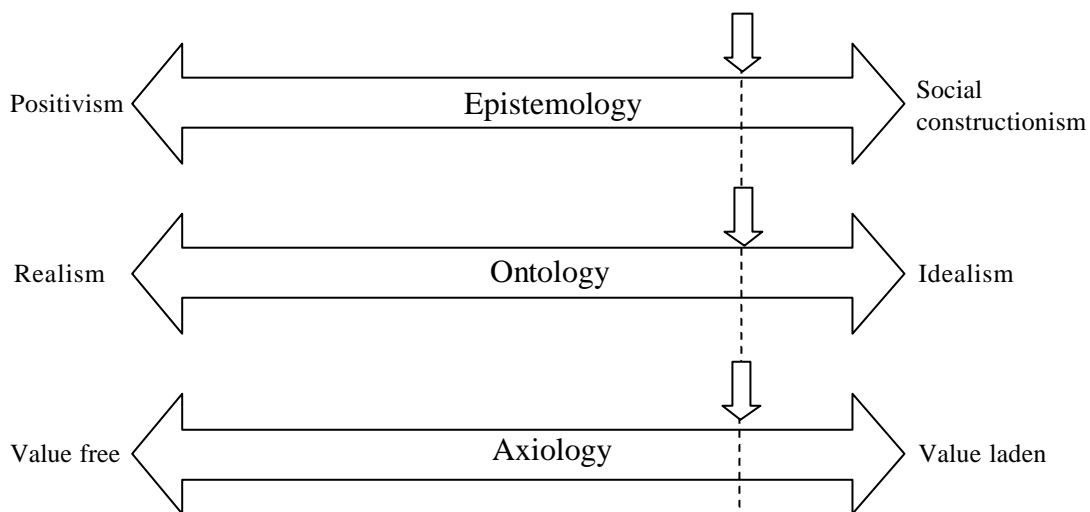 Positivism
Epistemology
Social
constructionism
Realism
Ontology
Idealism
Value free
Axiology
Value laden